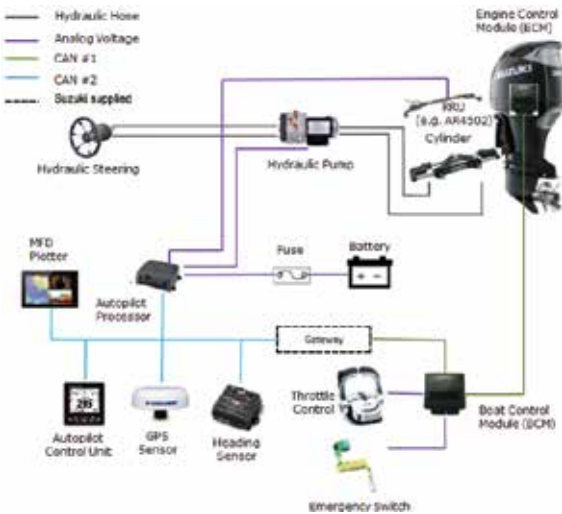 Hydraulic Hose
Analog Voltage
CAN #1
CAN #2
Suzuki supplied
Engine Control
Module (ECM)
SUZUKI
RRU
(e.g. AR4502)
Cylinder
Hydraulic Steering
Hydraulic Pump
MFD
Plotter
Fuse
Battery
Autopilot
Processor
Gateway
Throttle
Control
Boat Control
Module (BCM)
Autopilot
Control Unit
GPS
Sensor
Heading
Sensor
Emergency Switch